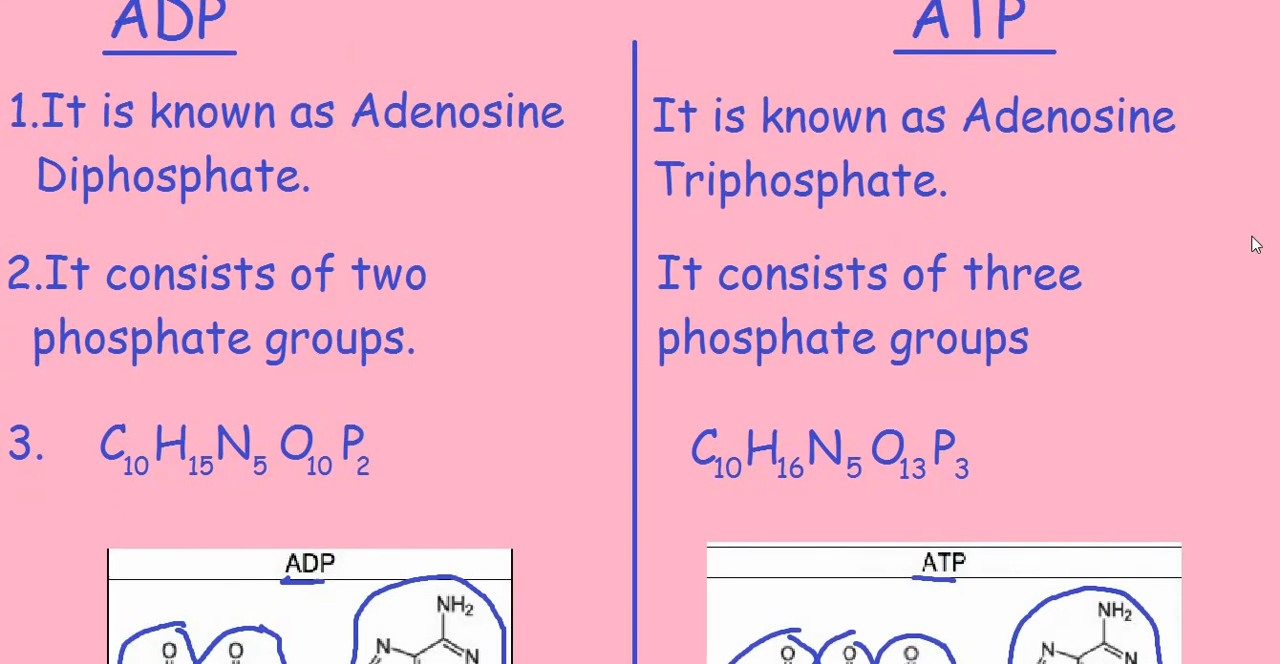 ADP
ATP
1.It is known as Adenosine
Diphosphate.
It is known as Adenosine
Triphosphate.
2.It consists of two
phosphate groups.
It consists of three
phosphate groups
3. C10H15N5O10P2
C10H16N5O13P3
ADP
NH2
O O
N N
ATP
NH2
O O O
N N